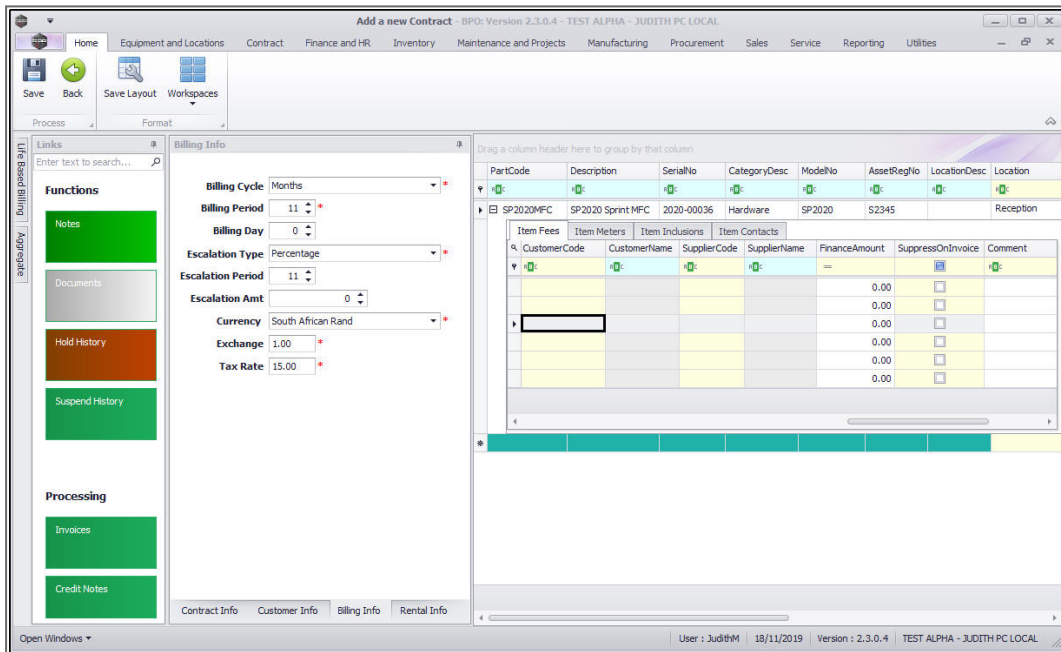 Add a new Contract - BPO: Version 2.3.0.4 - TEST ALPHA - JUDITH PC LOCAL
Home Equipment and Locations Contract Finance and HR Inventory Maintenance and Projects Manufacturing Procurement Sales Service Reporting Utilities
Save Back Save Layout Workspaces
Process Format
Life Based Billing
Aggregate
Links
Enter text to search...
Functions
Notes
Documents
Hold History
Suspend History
Processing
Invoices
Credit Notes
Billing Info
Billing Cycle Months *
Billing Period 11 *
Billing Day 0
Escalation Type Percentage *
Escalation Period 11
Escalation Amt 0
Currency South African Rand *
Exchange 1.00 *
Tax Rate 15.00 *
Contract Info Customer Info Billing Info Rental Info
Drag a column header here to group by that column
PartCode Description SerialNo CategoryDesc ModelNo AssetRegNo LocationDesc Location
SP2020MFC SP2020 Sprint MFC 2020-00036 Hardware SP2020 S2345 Reception
Item Fees Item Meters Item Inclusions Item Contacts
CustomerCode CustomerName SupplierCode SupplierName FinanceAmount SuppressOnInvoice Comment
=
0.00
0.00
0.00
0.00
0.00
0.00
Open Windows
User : JudithM 18/11/2019 Version : 2.3.0.4 TEST ALPHA - JUDITH PC LOCAL